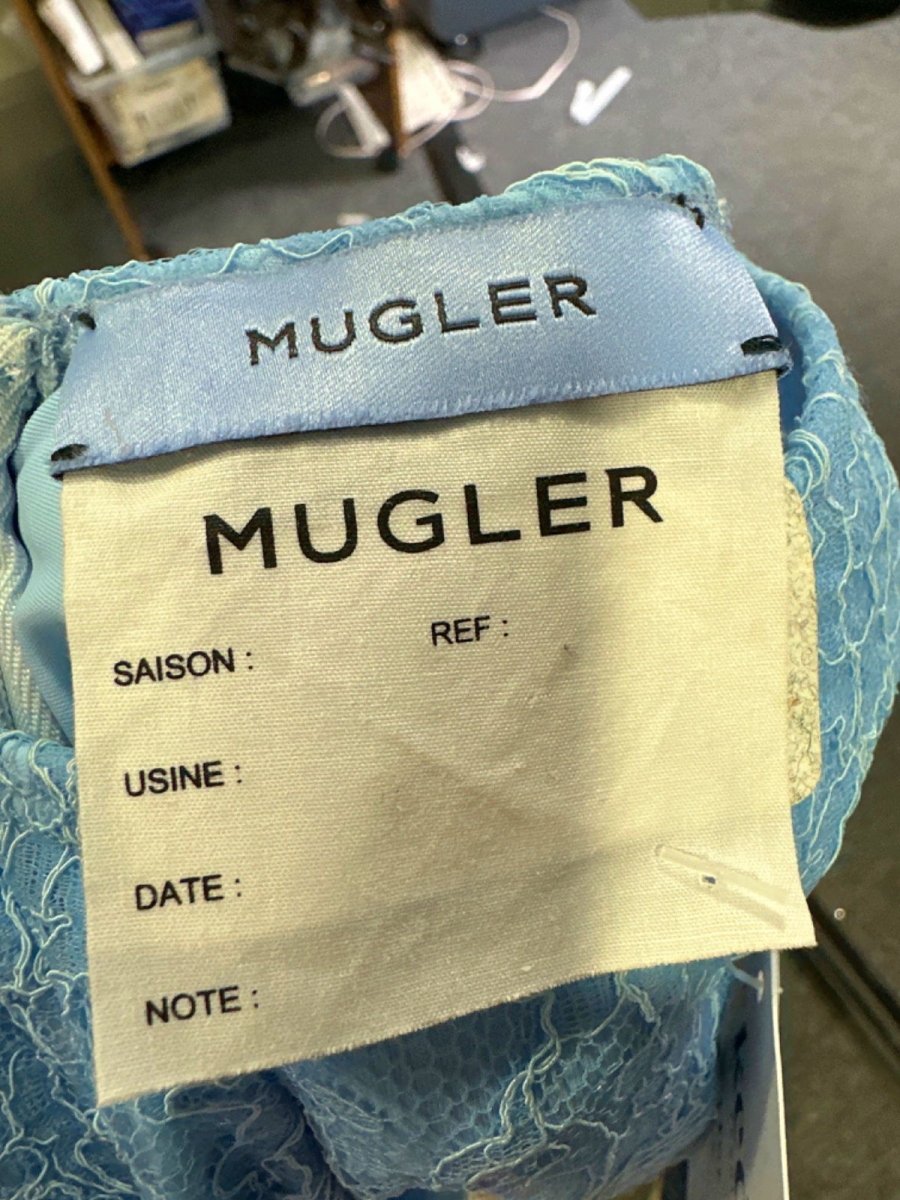 MUGLER
MUGLER
REF :
SAISON :
USINE :
DATE :
NOTE :